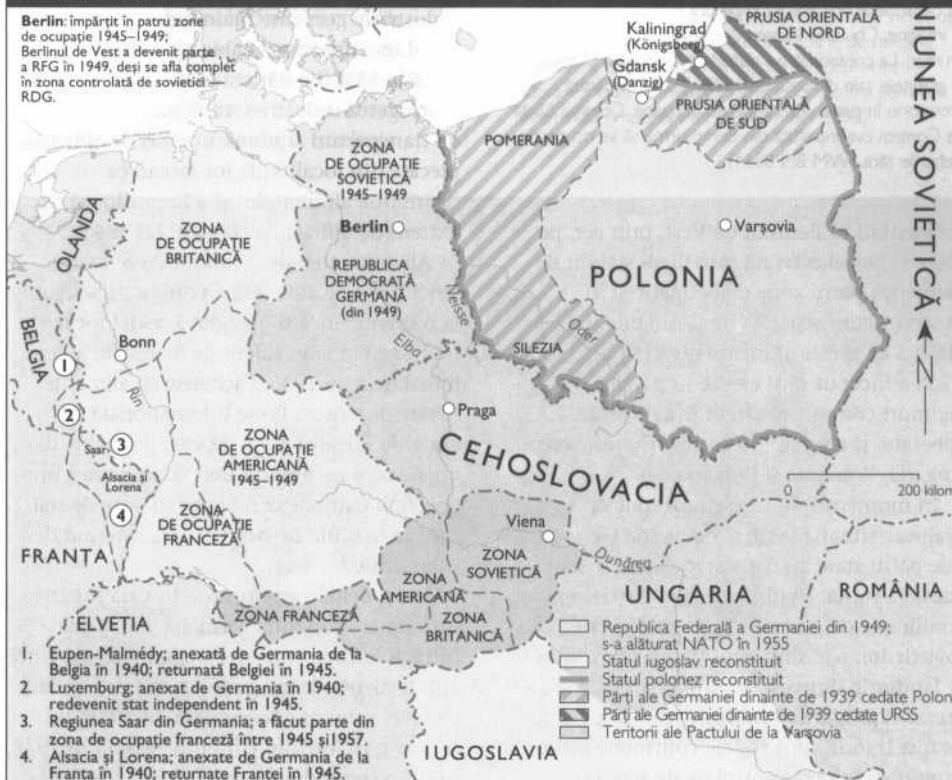 Berlin: împărțit în patru zone
de ocupație 1945–1949;
Berlinul de Vest a devenit parte
a RFG în 1949, deși se afla complet
în zona controlată de sovietici –
RDG.
Kaliningrad
(Königsberg)
PRUSIA ORIENTALĂ
DE NORD
Gdansk
(Danzig)
UNIUNEA SOVIETICĂ
PRUSIA ORIENTALĂ
DE SUD
POMERANIA
ZONA
DE OCUPAȚIE
SOVIETICĂ
1945–1949
OLANDA
ZONA
DE OCUPAȚIE
BRITANICĂ
Berlin
Varșovia
REPUBLICA
DEMOCRATĂ
GERMANĂ
(din 1949)
POLONIA
Neisse
Oder
BELGIA
Bonn
Elba
SILEZIA
1
Rin
Praga
2
3
Saar
ZONA
DE OCUPAȚIE
AMERICANĂ
1945–1949
CEHOSLOVACIA
Alsacia și
Lorena
0
200 kilo
4
ZONA
DE OCUPAȚIE
FRANCEZĂ
Viena
FRANȚA
ZONA
SOVIETICĂ
Dunărea
ZONA
AMERICANĂ
UNGARIA
ROMÂNIA
ZONA FRANCEZĂ
ZONA
BRITANICĂ
ELVEȚIA
Republica Federală a Germaniei din 1949;
s-a alăturat NATO în 1955
Statul iugoslav reconstituit
Statul polonez reconstituit
Părți ale Germaniei dinainte de 1939 cedate Polon
Părți ale Germaniei dinainte de 1939 cedate URSS
Teritorii ale Pactului de la Varșovia
1. Eupen-Malmédy; anexată de Germania de la
Belgia în 1940; returnată Belgiei în 1945.
2. Luxemburg; anexat de Germania în 1940;
redevenit stat independent în 1945.
3. Regiunea Saar din Germania; a făcut parte din
zona de ocupație franceză între 1945 și1957.
4. Alsacia și Lorena; anexate de Germania de la
Franța în 1940; returnate Franței în 1945.
IUGOSLAVIA